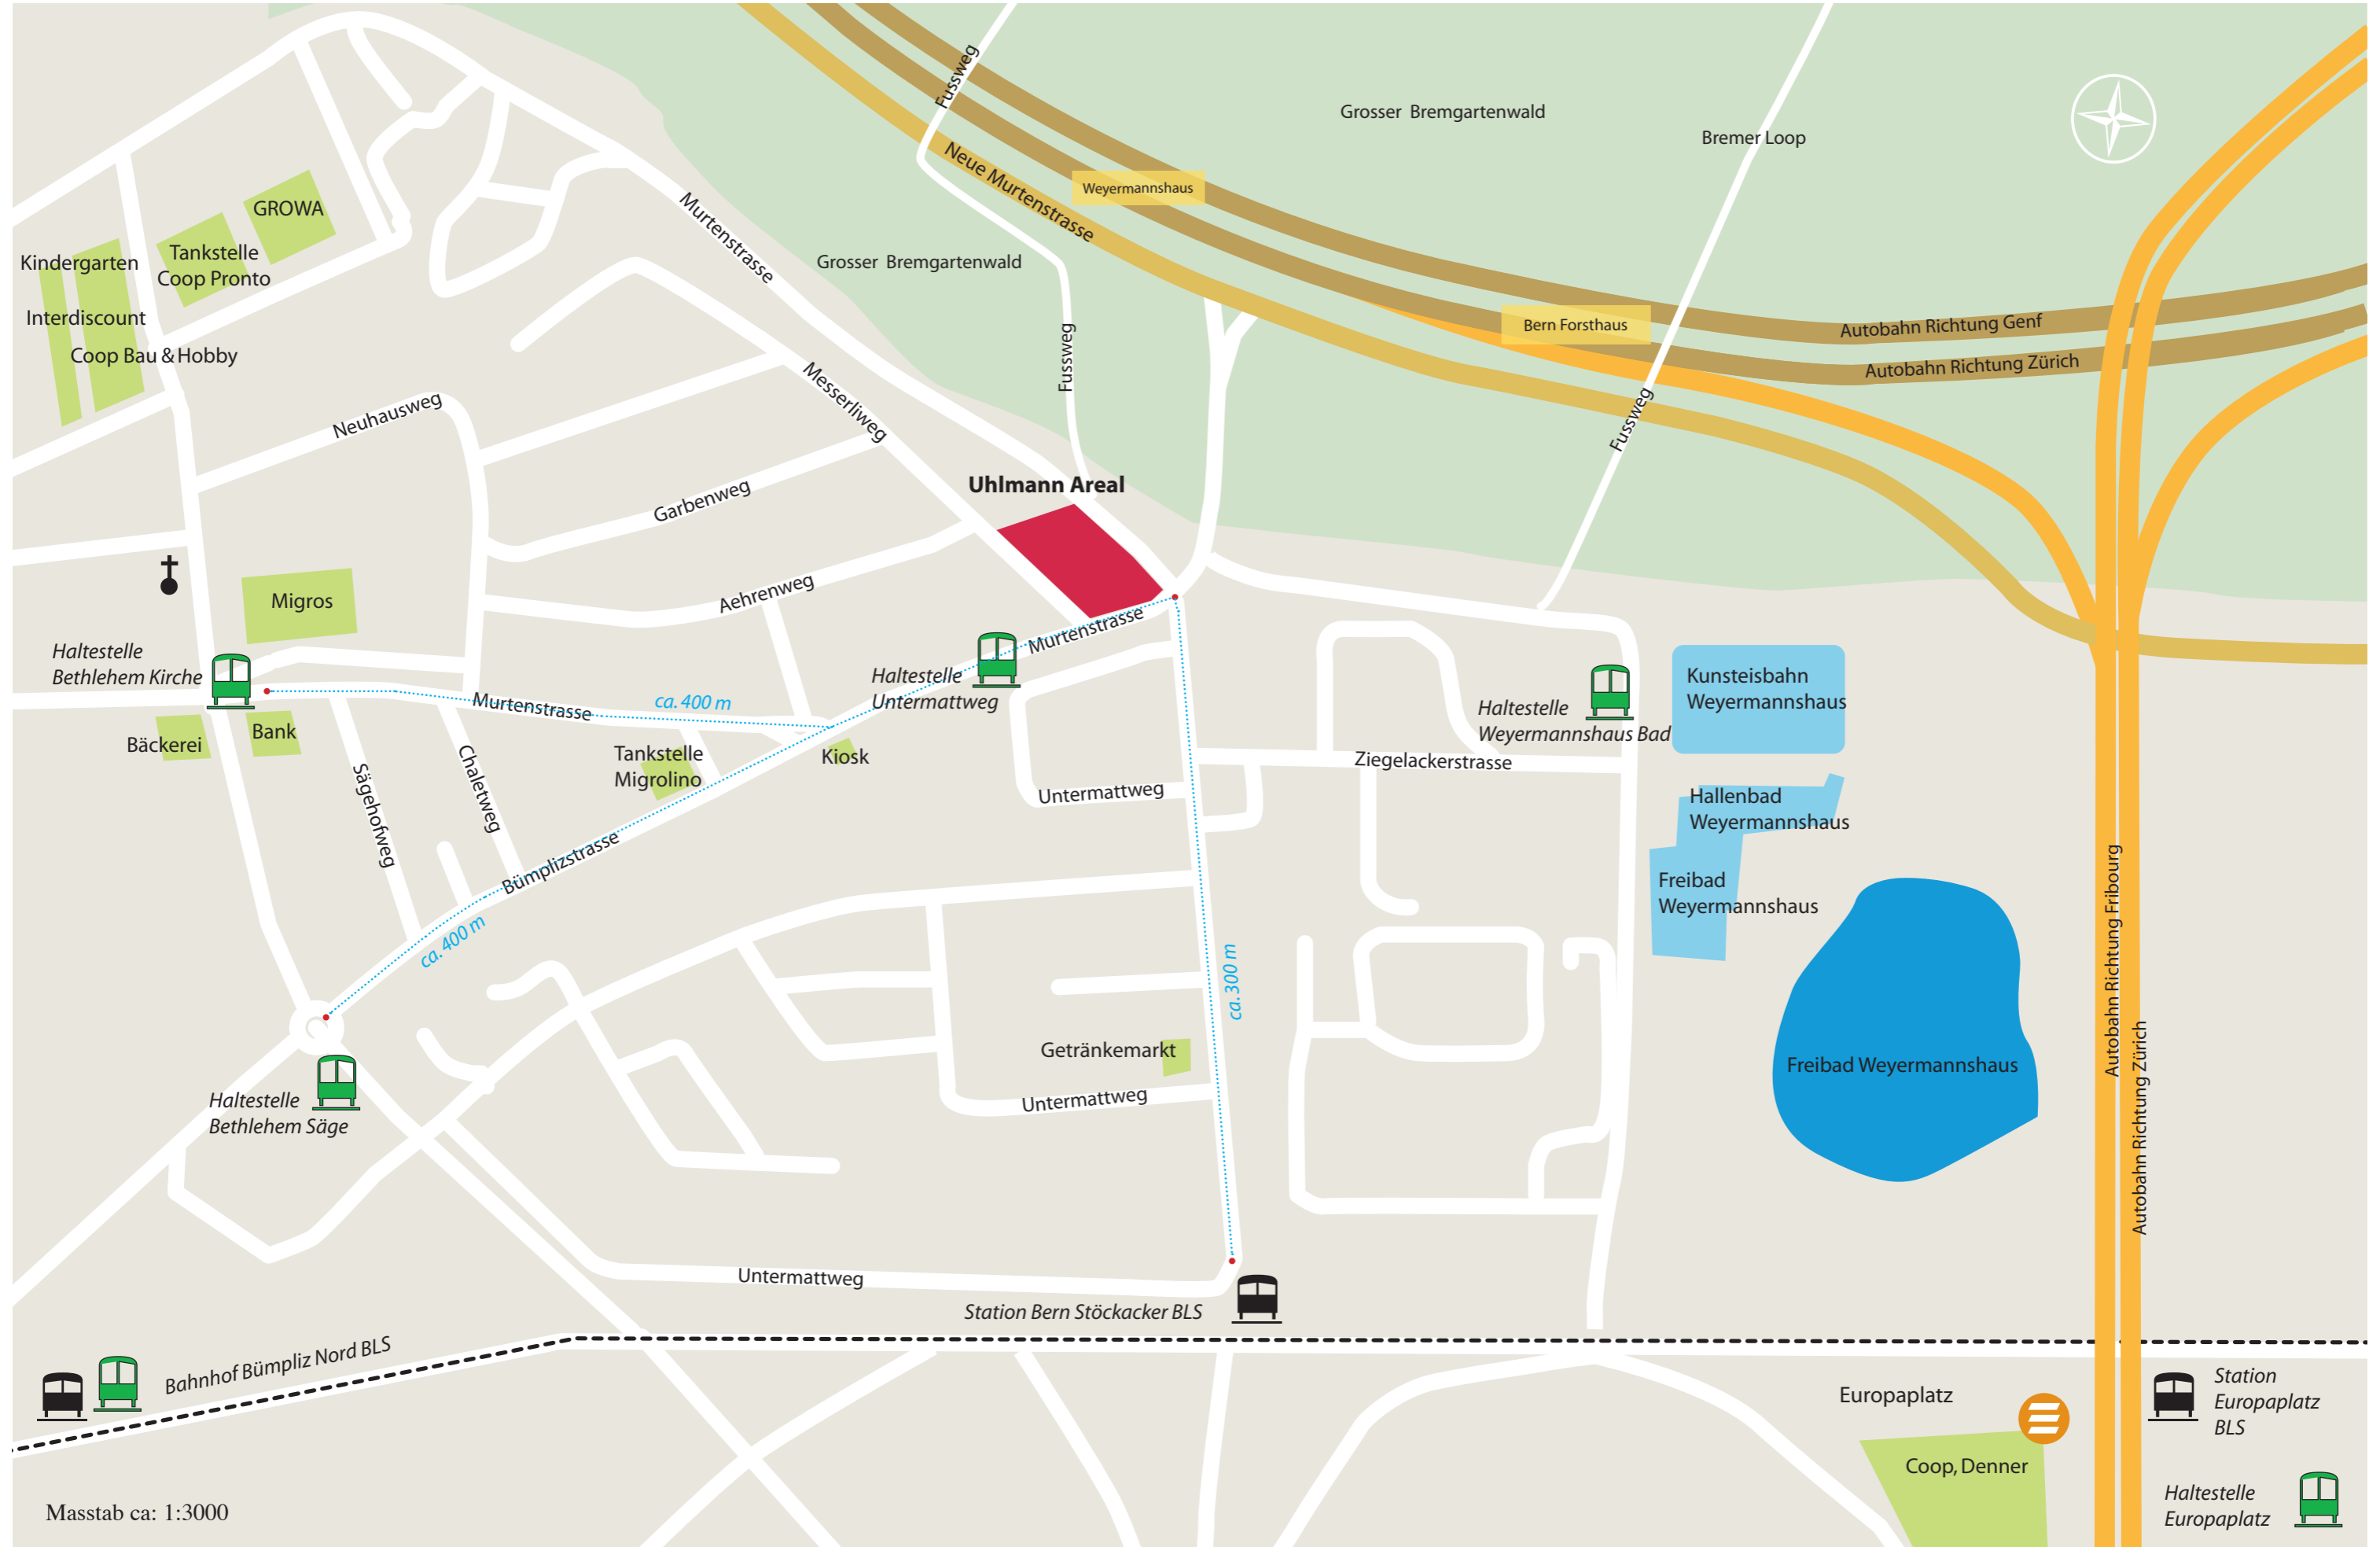 Fussweg
Grosser Bremgartenwald
Bremer Loop
Neue Murtenstrasse
Weyermannshaus
Murtenstrasse
GROWA
Kindergarten
Tankstelle
Coop Pronto
Grosser Bremgartenwald
Interdiscount
Coop Bau & Hobby
Fussweg
Bern Forsthaus
Autobahn Richtung Genf
Autobahn Richtung Zürich
Messerliweg
Neuhausweg
Fussweg
Garbenweg
Uhlmann Areal
Aehrenweg
Migros
Murtenstrasse
Haltestelle
Bethlehem Kirche
Haltestelle
Untermattweg
Murtenstrasse
ca. 400 m
Haltestelle
Weyermannshaus Bad
Kunsteisbahn
Weyermannshaus
Bäckerei
Bank
Tankstelle
Migrolino
Kiosk
Ziegelackerstrasse
Sägehofweg
Chaletweg
Untermattweg
Hallenbad
Weyermannshaus
Bümplizstrasse
Freibad
Weyermannshaus
ca. 400 m
ca. 300 m
Autobahn Richtung Fribourg
Autobahn Richtung Zürich
Getränkemarkt
Freibad Weyermannshaus
Haltestelle
Bethlehem Säge
Untermattweg
Untermattweg
Station Bern Stöckacker BLS
Bahnhof Bümpliz Nord BLS
Europaplatz
Station
Europaplatz
BLS
Coop, Denner
Haltestelle
Europaplatz
Masstab ca: 1:3000